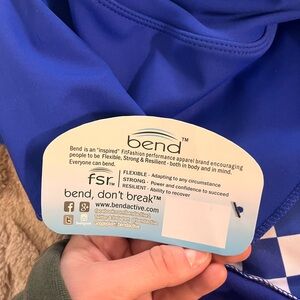 bend™
Bend is an "inspired" FitFashion performance apparel brand encouraging
people to be Flexible, Strong & Resilient - both in body and in mind.
Everyone can bend.
fsr™
FLEXIBLE - Adapting to any circumstance
STRONG - Power and confidence to succeed
RESILIENT - Ability to recover
bend, don't break™
www.bendactive.com